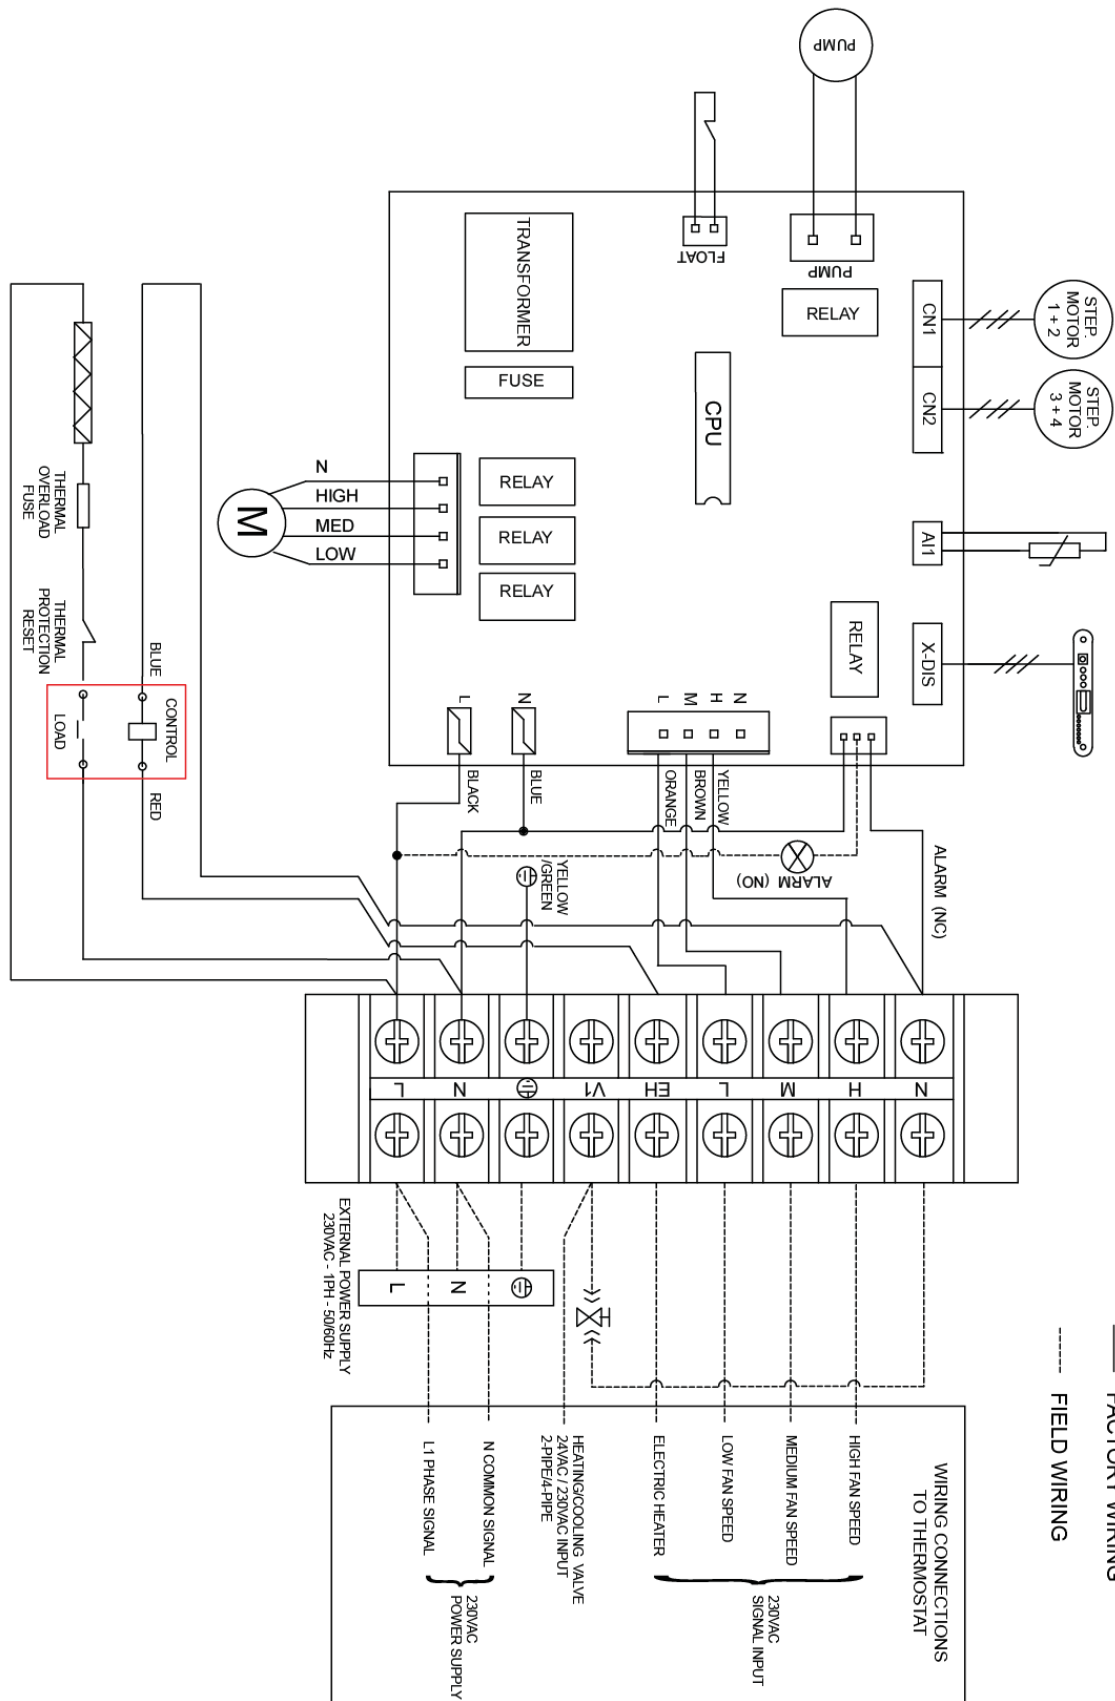 PUMP
FLOAT
PUMP
TRANSFORMER
RELAY
CN1
STEP.
MOTOR
1 + 2
FUSE
CPU
CN2
STEP.
MOTOR
3 + 4
N
HIGH
MED
LOW
M
RELAY
RELAY
RELAY
AI1
THERMAL
OVERLOAD
FUSE
THERMAL
PROTECTION
RESET
BLUE
RELAY
X-DIS
LOAD
CONTROL
RED
L
N
L
M
H
N
BLACK
BLUE
ORANGE
BROWN
YELLOW
YELLOW
/GREEN
ALARM (NO)
ALARM (NC)
L
N
V1
EH
L
M
H
N
EXTERNAL POWER SUPPLY
230VAC - 1PH - 50/60Hz
L
N
FACTORY WIRING
FIELD WIRING
L1 PHASE SIGNAL
N COMMON SIGNAL
230VAC
POWER SUPPLY
HEATING/COOLING VALVE
24VAC / 230VAC INPUT
2-PIPE/4-PIPE
ELECTRIC HEATER
LOW FAN SPEED
MEDIUM FAN SPEED
HIGH FAN SPEED
230VAC
SIGNAL INPUT
WIRING CONNECTIONS
TO THERMOSTAT